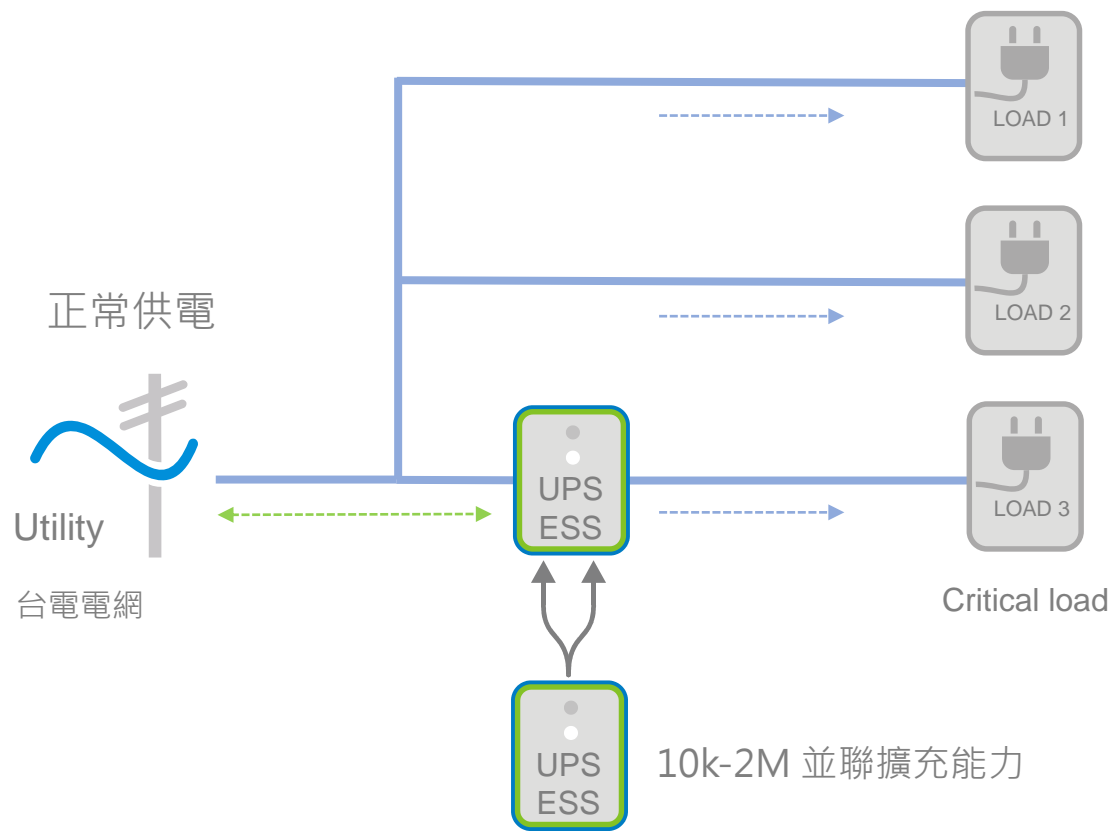 LOAD 1
LOAD 2
正常供電
Utility
台電電網
UPS
ESS
LOAD 3
Critical load
UPS
ESS
10k-2M 並聯擴充能力